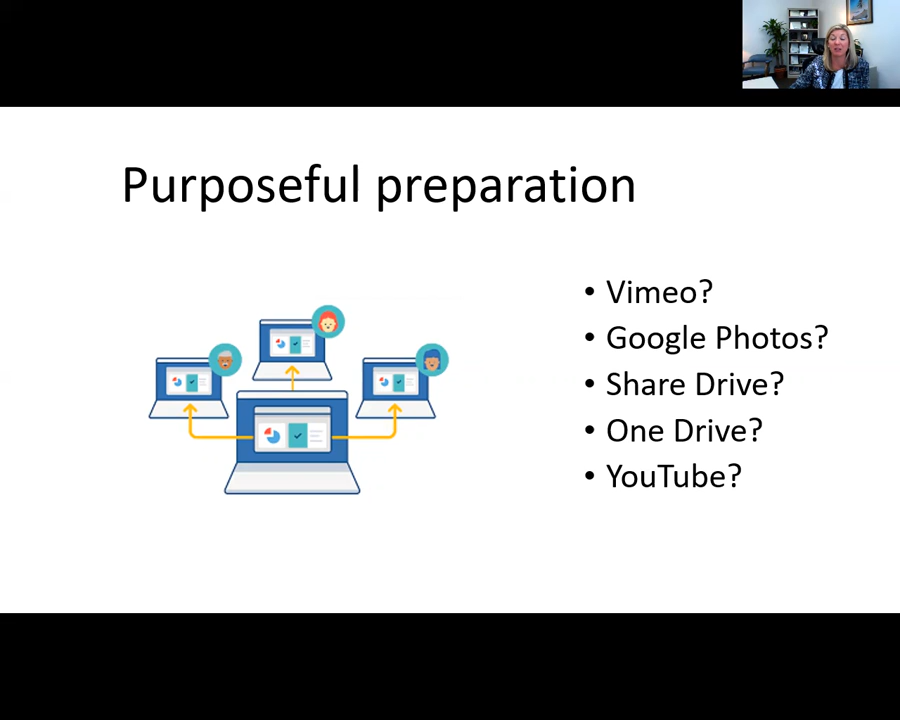 Purposeful preparation
• Vimeo?
• Google Photos?
• Share Drive?
• One Drive?
• YouTube?